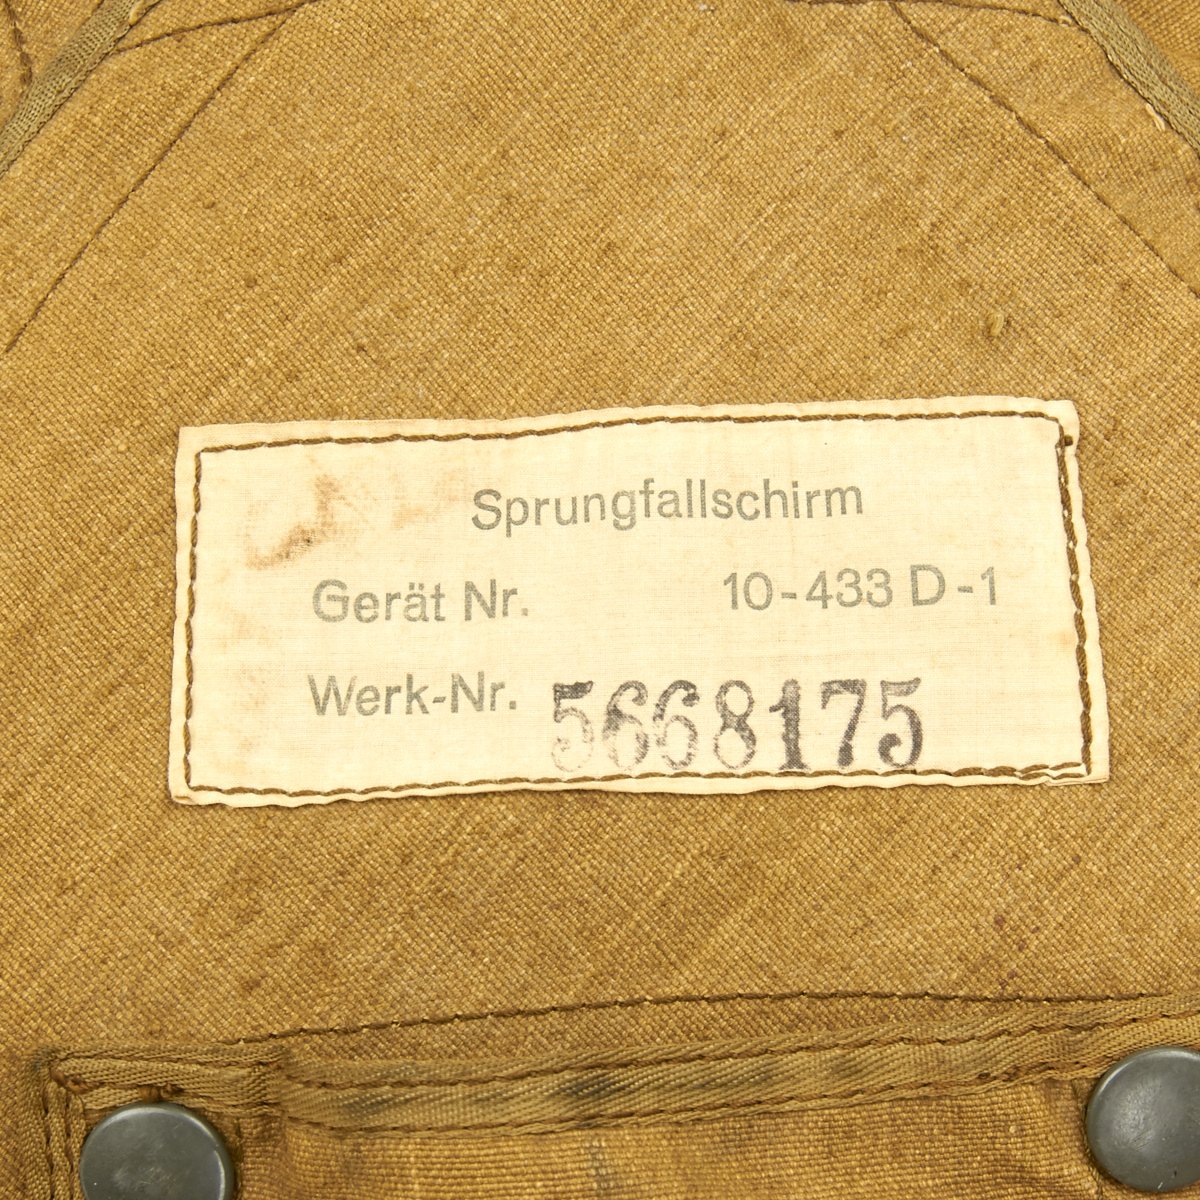 Sprungfallschirm
Gerät Nr. 10-433 D-1
Werk-Nr. 5668175